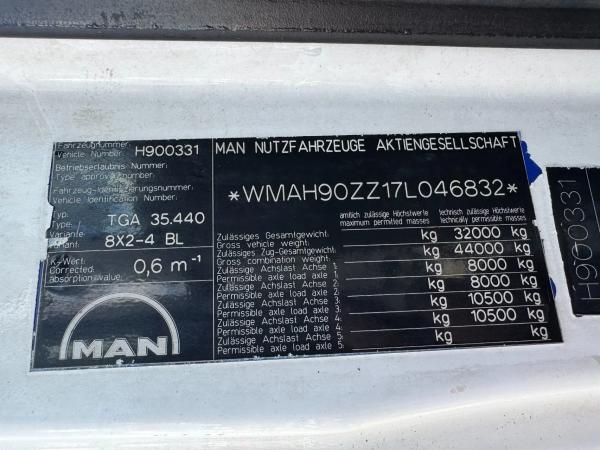 Fahrzeugnummer:
Vehicle Number: H900331
MAN NUTZFAHRZEUGE AKTIENGESELLSCHAFT
Betriebserlaubnis Nummer:
Type approval number:
Fahrzeug-Identifizierungsnummer:
Vehicle Identification Number:
*WMAH90ZZ17L046832*
Typ:
Type: TGA 35.440
Variante:
Variant: 8X2-4 BL
K-Wert:
Corrected absorption value: 0,6 m-1
MAN
amtlich zulässige Höchstwerte technisch zulässige Höchstwerte
maximum permitted masses technically permissible masses
Zulässiges Gesamtgewicht: kg 32000 kg
Gross vehicle weight:
Zulässiges Zug-Gesamtgewicht: kg 44000 kg
Gross combination weight:
Zulässige Achslast Achse 1: kg 8000 kg
Permissible axle load axle 1:
Zulässige Achslast Achse 2: kg 8000 kg
Permissible axle load axle 2:
Zulässige Achslast Achse 3: kg 10500 kg
Permissible axle load axle 3:
Zulässige Achslast Achse 4: kg 10500 kg
Permissible axle load axle 4:
Zulässige Achslast Achse 5: kg kg
Permissible axle load axle 5:
H900331